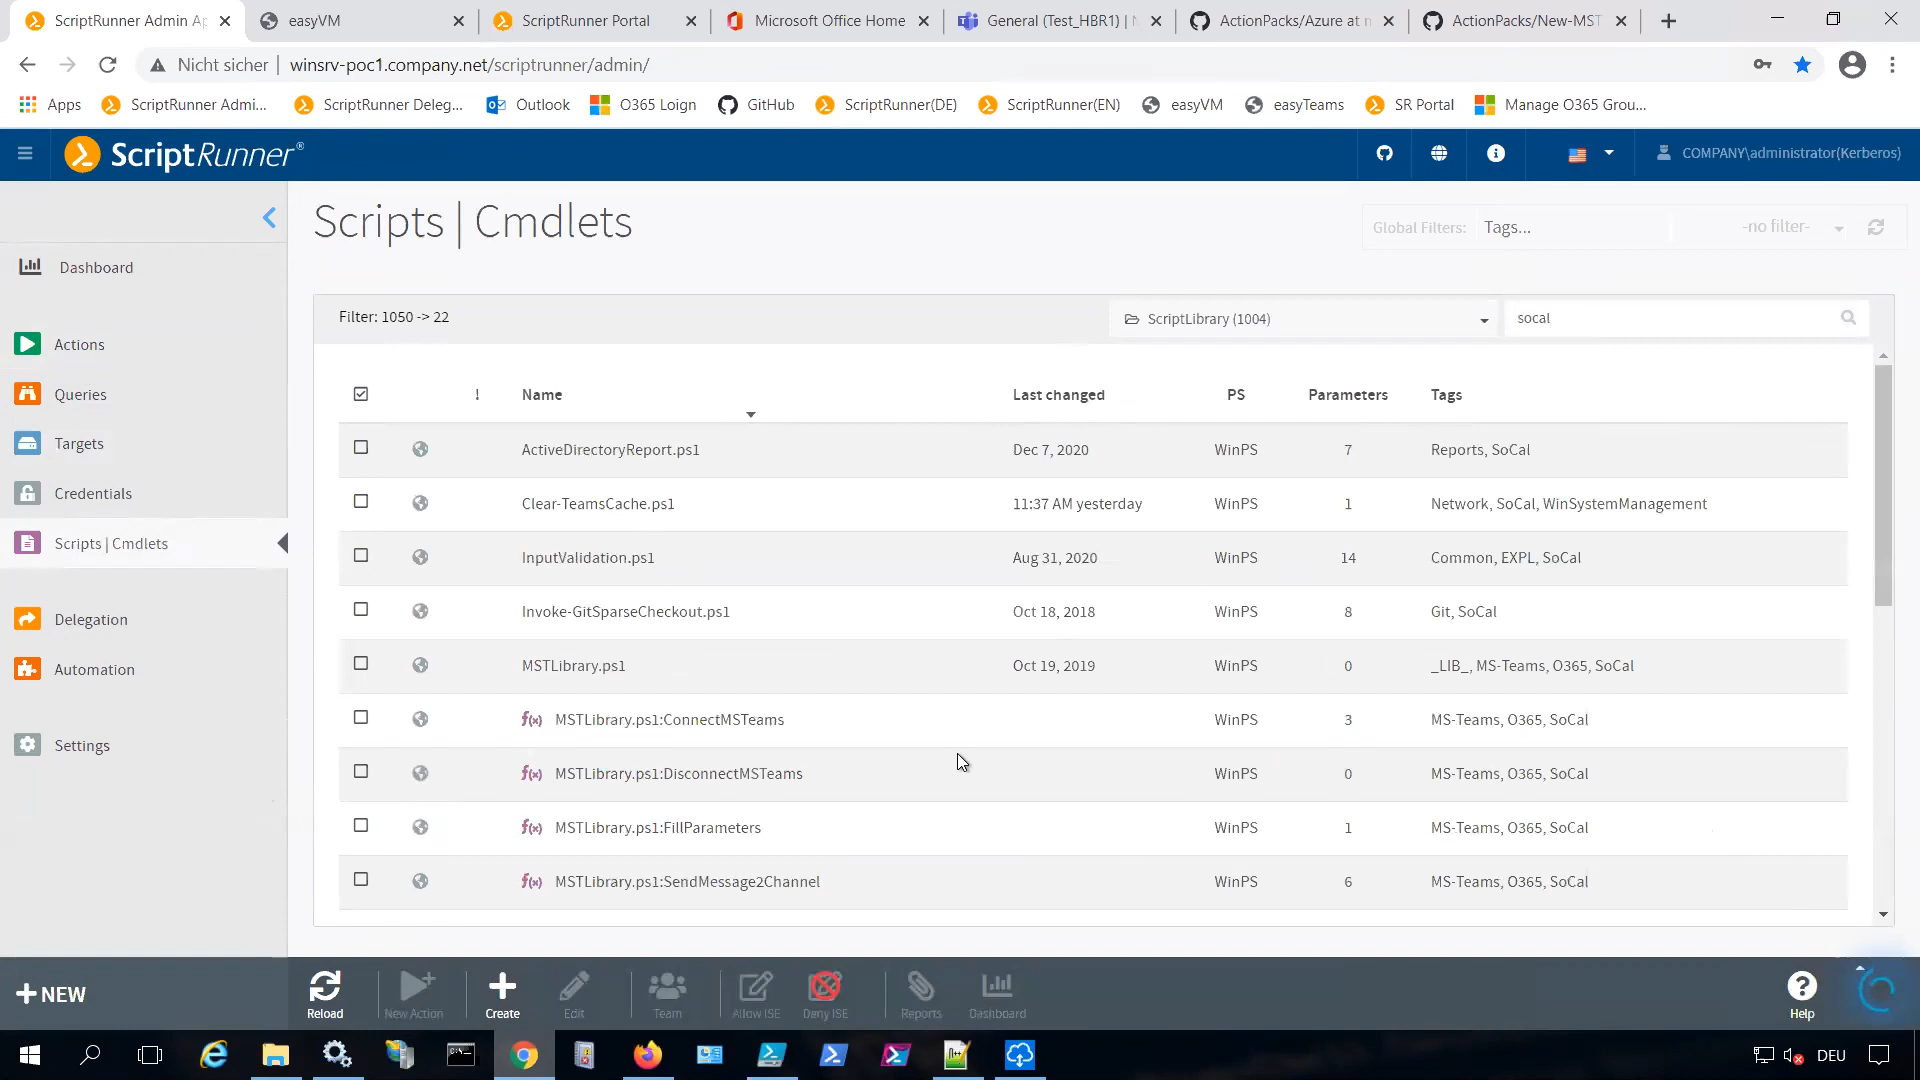 ScriptRunner Admin Ap
easyVM
ScriptRunner Portal
Microsoft Office Home
General (Test_HBR1) |
ActionPacks/Azure at
ActionPacks/New-MST
Nicht sicher | winsrv-poc1.company.net/scriptrunner/admin/
Apps
ScriptRunner Admi...
ScriptRunner Deleg...
Outlook
O365 Loign
GitHub
ScriptRunner(DE)
ScriptRunner(EN)
easyVM
easyTeams
SR Portal
Manage O365 Grou...
ScriptRunner®
COMPANY\administrator(Kerberos)
Scripts | Cmdlets
Global Filters: Tags... -no filter-
Dashboard
Actions
Queries
Targets
Credentials
Scripts | Cmdlets
Delegation
Automation
Settings
Filter: 1050 -> 22
ScriptLibrary (1004)
socal
! Name Last changed PS Parameters Tags
ActiveDirectoryReport.ps1 Dec 7, 2020 WinPS 7 Reports, SoCal
Clear-TeamsCache.ps1 11:37 AM yesterday WinPS 1 Network, SoCal, WinSystemManagement
InputValidation.ps1 Aug 31, 2020 WinPS 14 Common, EXPL, SoCal
Invoke-GitSparseCheckout.ps1 Oct 18, 2018 WinPS 8 Git, SoCal
MSTLibrary.ps1 Oct 19, 2019 WinPS 0 _LIB_, MS-Teams, O365, SoCal
f(x) MSTLibrary.ps1:ConnectMSTeams WinPS 3 MS-Teams, O365, SoCal
f(x) MSTLibrary.ps1:DisconnectMSTeams WinPS 0 MS-Teams, O365, SoCal
f(x) MSTLibrary.ps1:FillParameters WinPS 1 MS-Teams, O365, SoCal
f(x) MSTLibrary.ps1:SendMessage2Channel WinPS 6 MS-Teams, O365, SoCal
+ NEW
Reload
New Action
Create
Edit
Team
Allow ISE
Deny ISE
Reports
Dashboard
Help
DEU